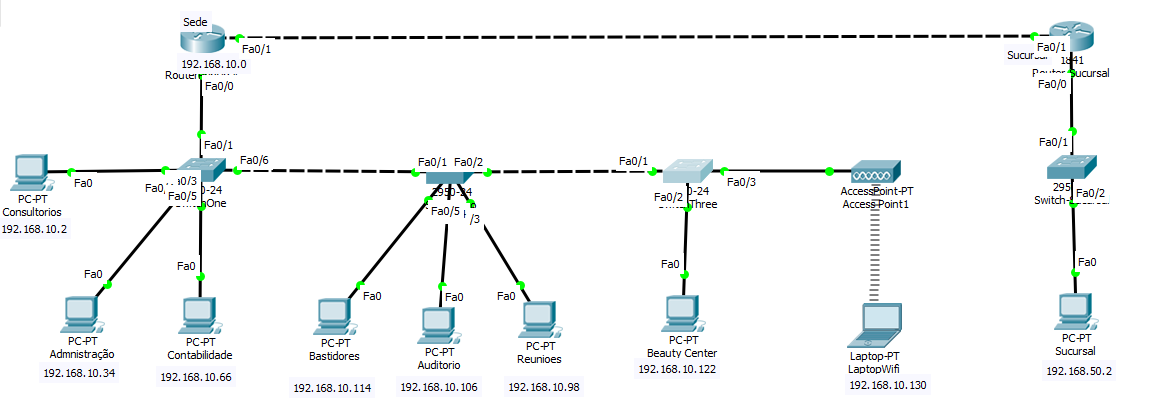 Sede
Fa0/1
192.168.10.0
Fa0/0
Fa0/1
Sucursal
1841
Fa0/0
Fa0/1
Fa0/6
Fa0/1
Fa0/2
Fa0/1
Fa0/1
Fa0
Fa0/3
Fa0/5
PC-PT
Consultorios
192.168.10.2
Fa0/5
/3
Fa0/2
Fa0/3
AccessPoint-PT
Access Point1
Fa0/2
Fa0
Fa0
Fa0
Fa0
Fa0
Fa0
Fa0
PC-PT
Admnistração
192.168.10.34
PC-PT
Contabilidade
192.168.10.66
PC-PT
Bastidores
192.168.10.114
PC-PT
Auditorio
192.168.10.106
PC-PT
Reunioes
192.168.10.98
PC-PT
Beauty Center
192.168.10.122
Laptop-PT
LaptopWifi
192.168.10.130
PC-PT
Sucursal
192.168.50.2